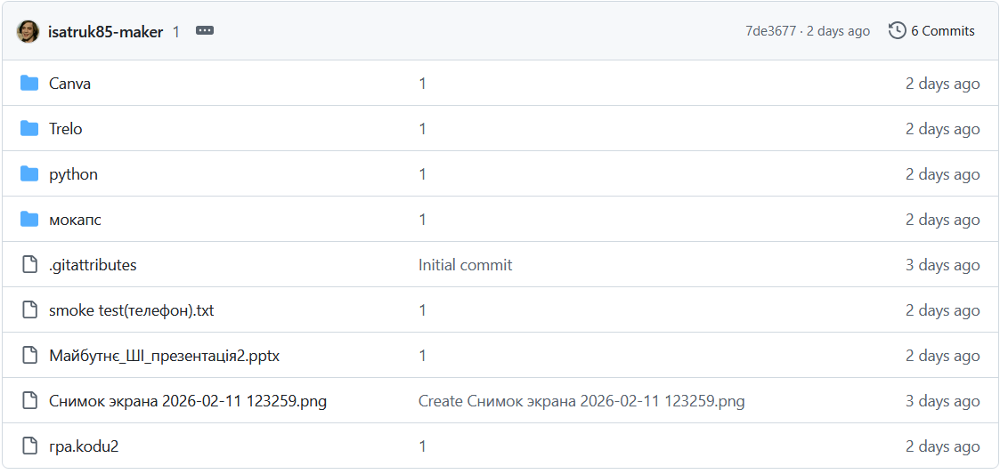 isatruk85-maker 1 7de3677 · 2 days ago 6 Commits
Canva 1 2 days ago
Trelo 1 2 days ago
python 1 2 days ago
мокапс 1 2 days ago
.gitattributes Initial commit 3 days ago
smoke test(телефон).txt 1 2 days ago
Майбутнє_ШІ_презентація2.pptx 1 2 days ago
Снимок экрана 2026-02-11 123259.png Create Снимок экрана 2026-02-11 123259.png 3 days ago
гра.kodu2 1 2 days ago